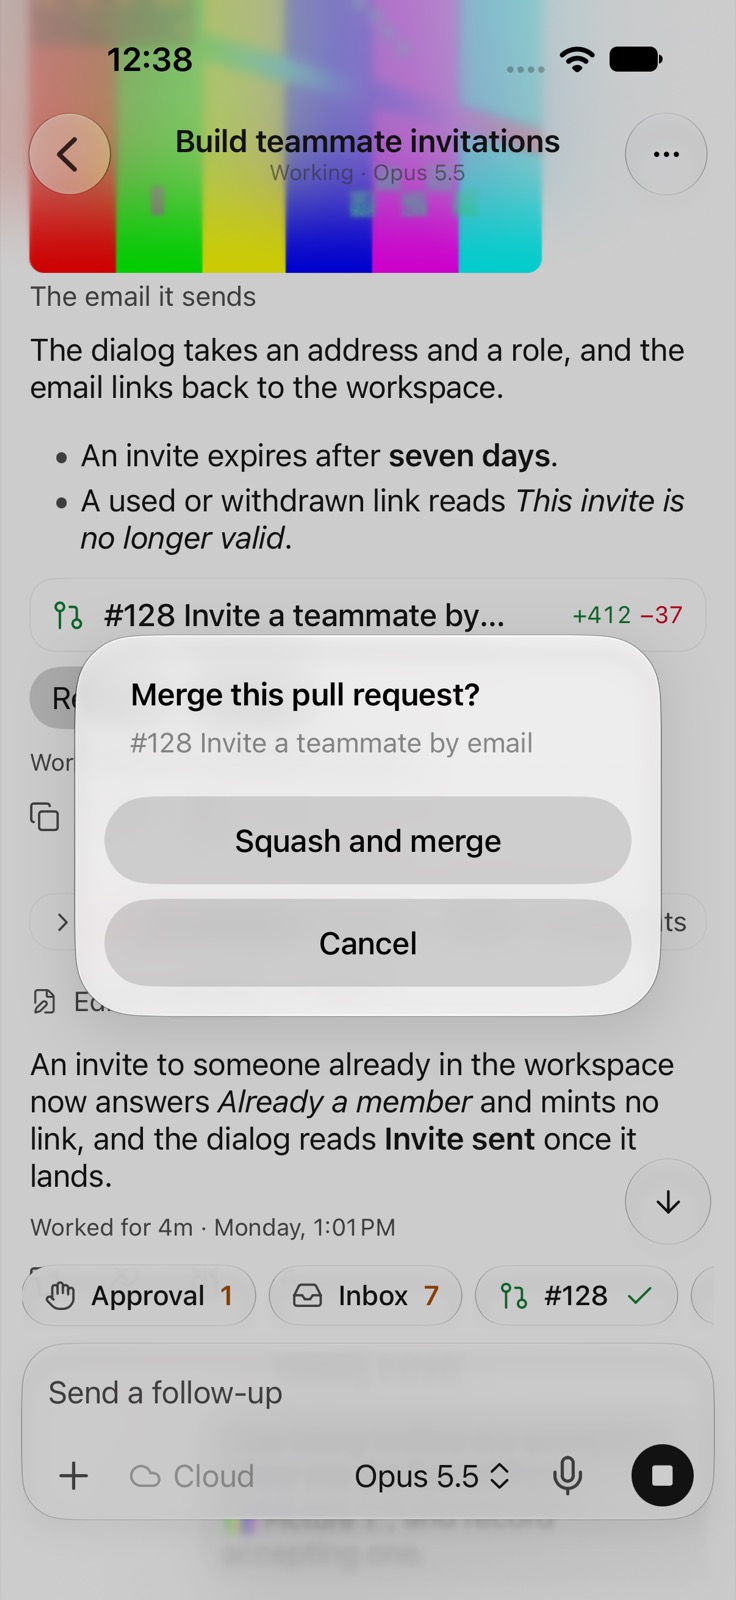 12:38
Build teammate invitations
Working · Opus 5.5
The email it sends
The dialog takes an address and a role, and the
email links back to the workspace.
• An invite expires after seven days.
• A used or withdrawn link reads This invite is
no longer valid.
#128 Invite a teammate by... +412 −37
Merge this pull request?
#128 Invite a teammate by email
Squash and merge
Cancel
An invite to someone already in the workspace
now answers Already a member and mints no
link, and the dialog reads Invite sent once it
lands.
Worked for 4m · Monday, 1:01 PM
Approval 1 Inbox 7 #128
Send a follow-up
Cloud Opus 5.5
accepting one.